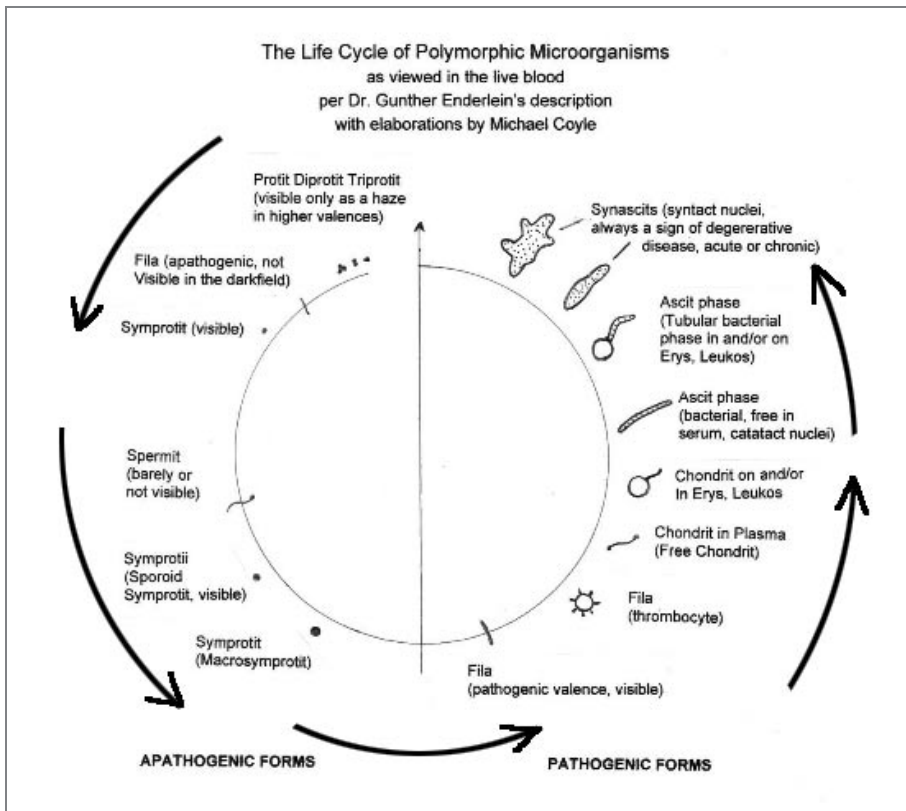 The Life Cycle of Polymorphic Microorganisms
as viewed in the live blood
per Dr. Gunther Enderlein's description
with elaborations by Michael Coyle
Protit Diprotit Triprotit
(visible only as a haze
in higher valences)
Fila (apathogenic, not
Visible in the darkfield)
Symprotit (visible)
Spermit
(barely or
not visible)
Symprotii
(Sporoid
Symprotit, visible)
Symprotit
(Macrosymprotit)
Synascits (syntact nuclei,
always a sign of degererative
disease, acute or chronic)
Ascit phase
(Tubular bacterial
phase in and/or on
Erys, Leukos)
Ascit phase
(bacterial, free in
serum, catatact nuclei)
Chondrit on and/or
In Erys, Leukos
Chondrit in Plasma
(Free Chondrit)
Fila
(thrombocyte)
Fila
(pathogenic valence, visible)
APATHOGENIC FORMS
PATHOGENIC FORMS